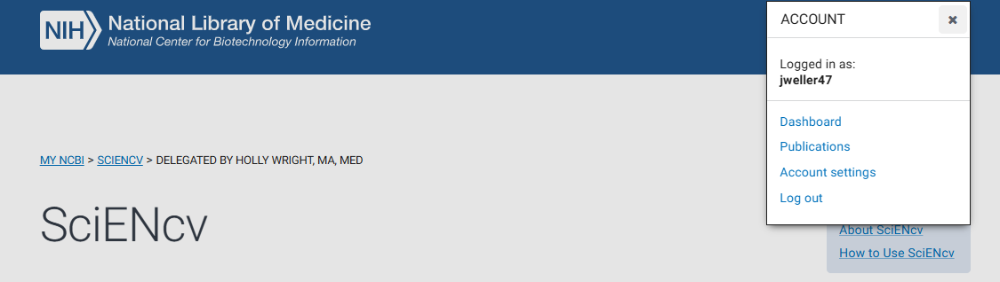 NIH National Library of Medicine
National Center for Biotechnology Information
ACCOUNT
×
Logged in as:
jweller47
Dashboard
Publications
Account settings
Log out
MY NCBI > SCIENCV > DELEGATED BY HOLLY WRIGHT, MA, MED
SciENcv
About SciENcv
How to Use SciENcv